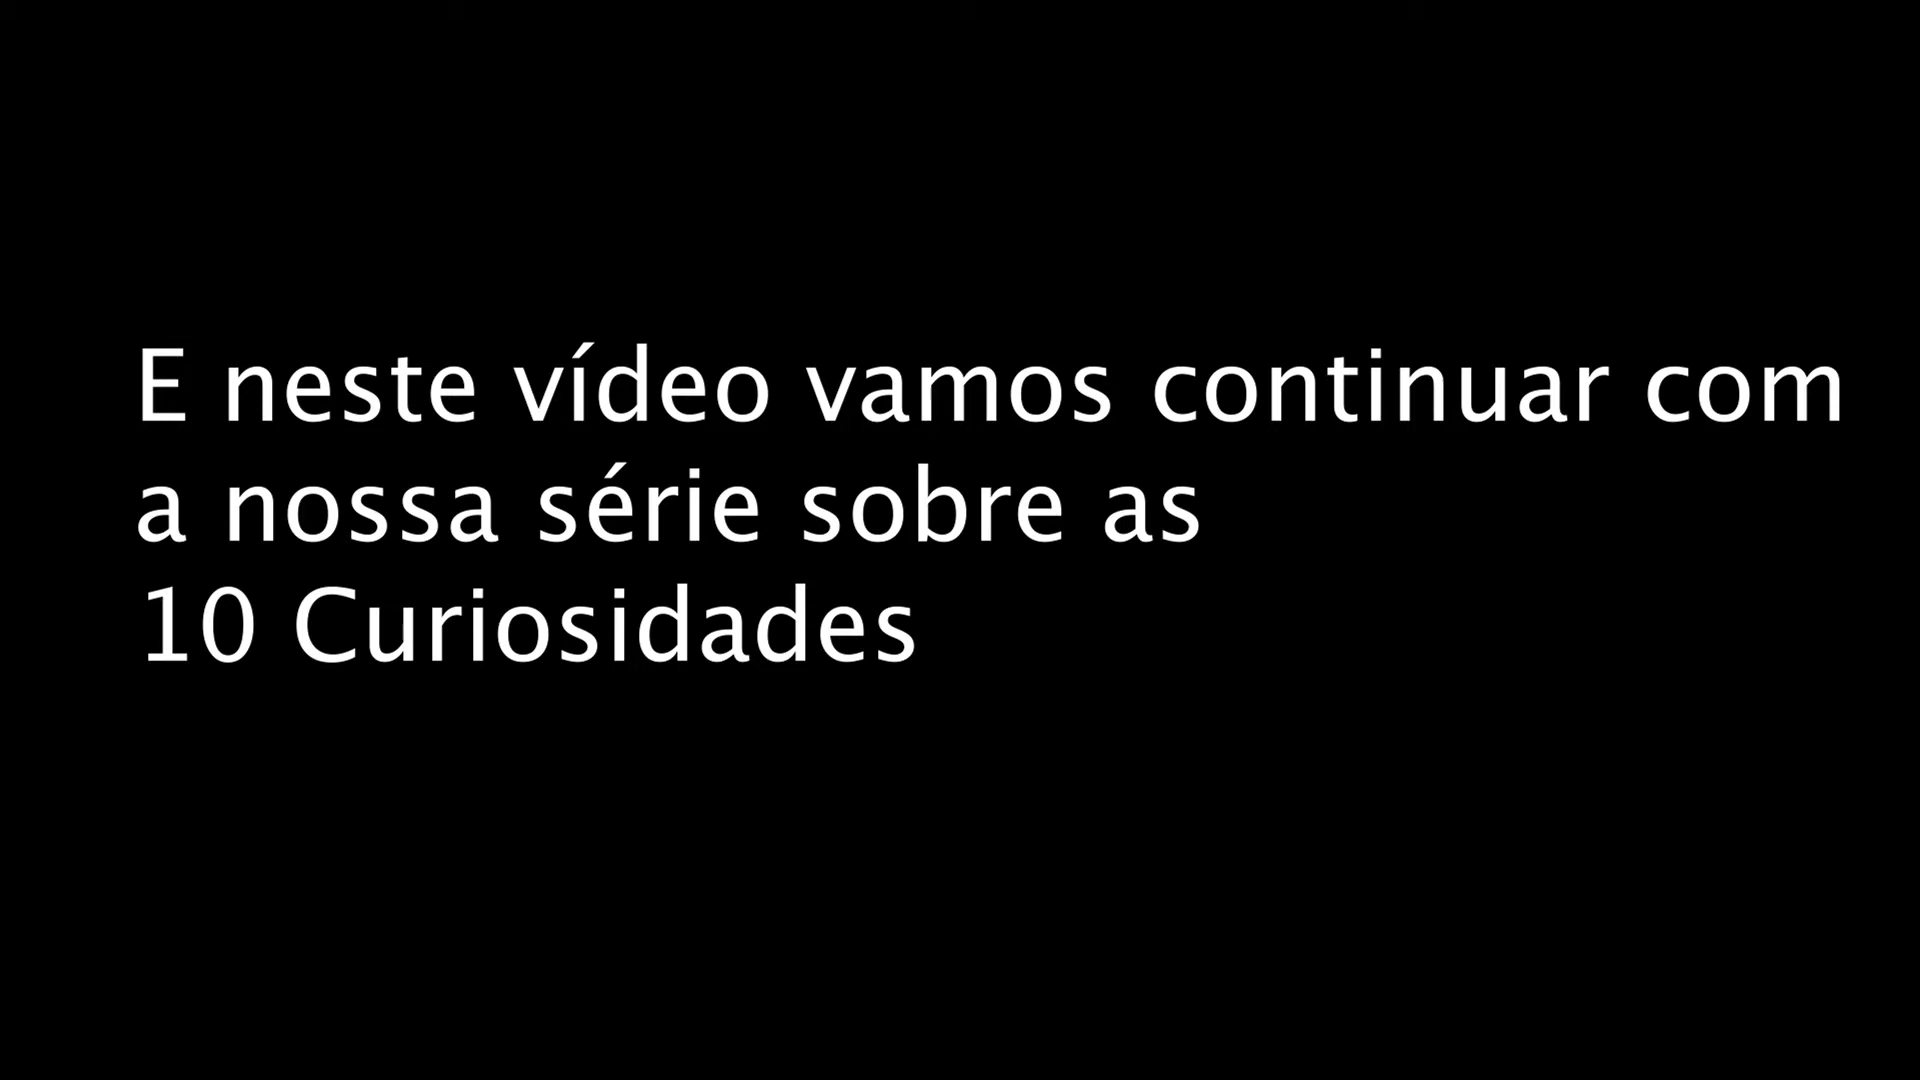 E neste vídeo vamos continuar com
a nossa série sobre as
10 Curiosidades